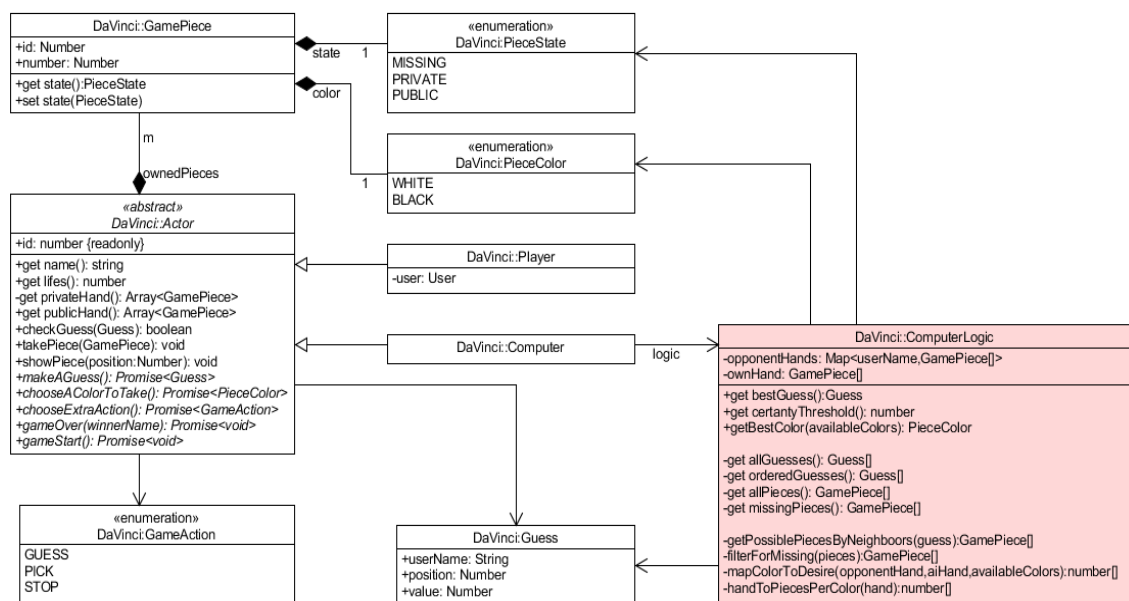 DaVinci::GamePiece
+id: Number
+number: Number
+get state():PieceState
+set state(PieceState)
state
1
color
1
«enumeration»
DaVinci:PieceState
MISSING
PRIVATE
PUBLIC
«enumeration»
DaVinci:PieceColor
WHITE
BLACK
m
ownedPieces
«abstract»
DaVinci::Actor
+id: number {readonly}
+get name(): string
+get lifes(): number
-get privateHand(): Array<GamePiece>
+get publicHand(): Array<GamePiece>
+checkGuess(Guess): boolean
+takePiece(GamePiece): void
+showPiece(position:Number): void
+makeAGuess(): Promise<Guess>
+chooseAColorToTake(): Promise<PieceColor>
+chooseExtraAction(): Promise<GameAction>
+gameOver(winnerName): Promise<void>
+gameStart(): Promise<void>
DaVinci::Player
-user: User
DaVinci::Computer
logic
DaVinci::ComputerLogic
-opponentHands: Map<userName,GamePiece[]>
-ownHand: GamePiece[]
+get bestGuess():Guess
+get certantyThreshold(): number
+getBestColor(availableColors): PieceColor
-get allGuesses(): Guess[]
-get orderedGuesses(): Guess[]
-get allPieces(): GamePiece[]
-get missingPieces(): GamePiece[]
-getPossiblePiecesByNeighboors(guess):GamePiece[]
-filterForMissing(pieces):GamePiece[]
-mapColorToDesire(opponentHand,aiHand,availableColors):number[]
-handToPiecesPerColor(hand):number[]
«enumeration»
DaVinci:GameAction
GUESS
PICK
STOP
DaVinci:Guess
+userName: String
+position: Number
+value: Number